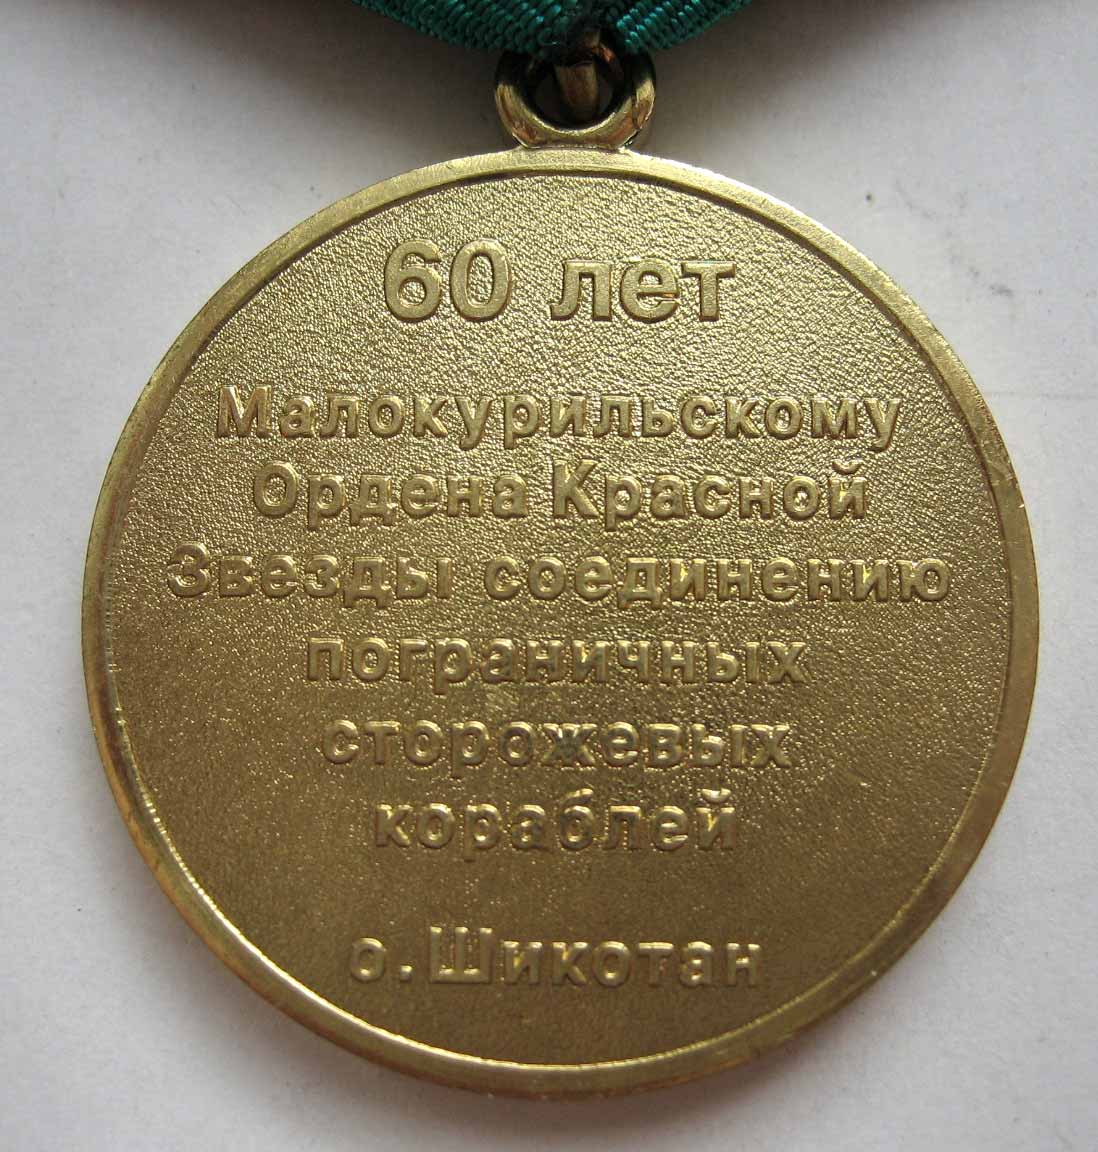 60 лет
Малокурильскому
Ордена Красной
Звезды соединению
пограничных
сторожевых
кораблей
о. Шикотан